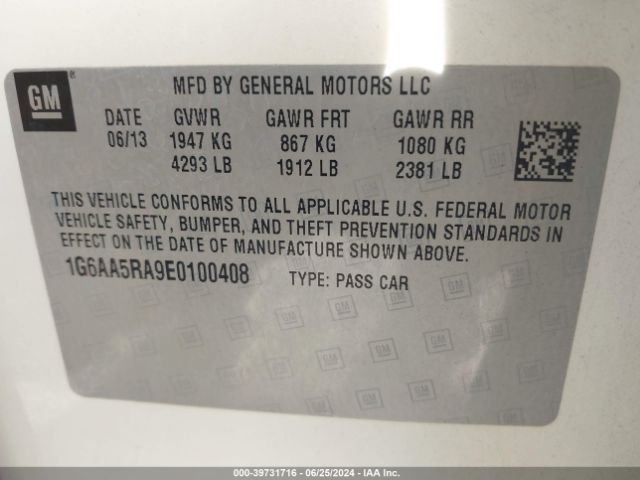 GM ®
MFD BY GENERAL MOTORS LLC
DATE GVWR GAWR FRT GAWR RR
06/13 1947 KG 867 KG 1080 KG
4293 LB 1912 LB 2381 LB
THIS VEHICLE CONFORMS TO ALL APPLICABLE U.S. FEDERAL MOTOR
VEHICLE SAFETY, BUMPER, AND THEFT PREVENTION STANDARDS IN
EFFECT ON THE DATE OF MANUFACTURE SHOWN ABOVE.
1G6AA5RA9E0100408 TYPE: PASS CAR
000-39731716 - 06/25/2024 - IAAI.COM